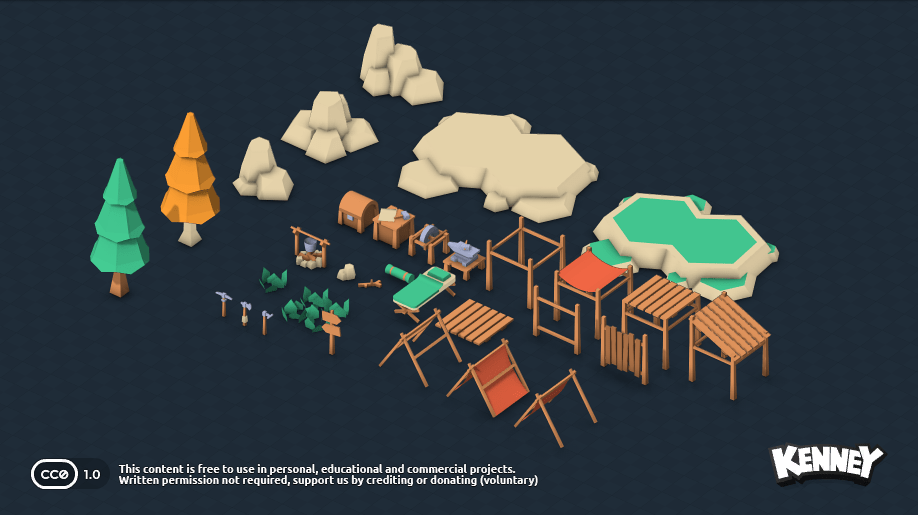 CC0 1.0
This content is free to use in personal, educational and commercial projects.
Written permission not required, support us by crediting or donating (voluntary)
KENNEY